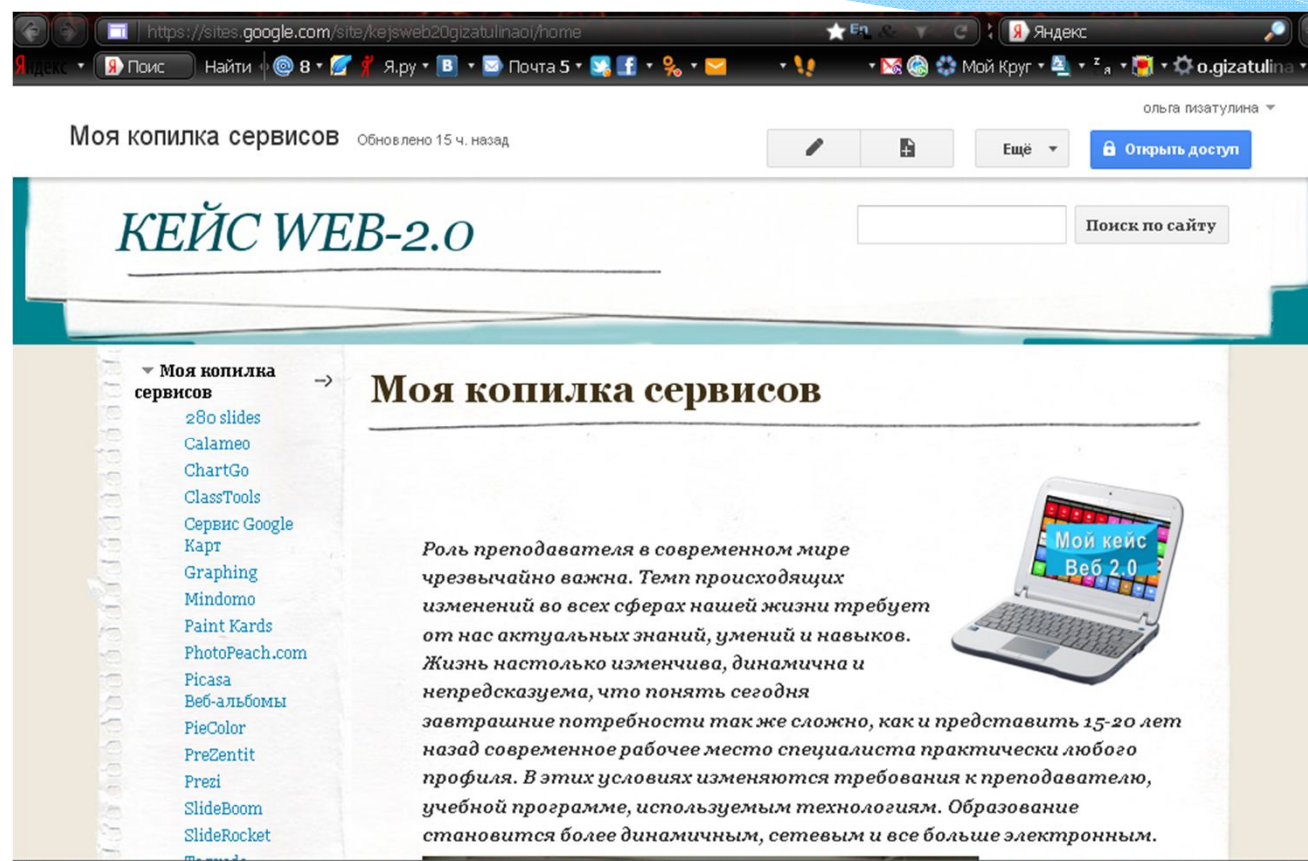 https://sites.google.com/site/kejsweb20gizatulinaoi/home
En
Яндекс
Яндекс Поиск Найти 8 Я.ру В Почта 5 Мой Круг o.gizatulina
ольга гизатулина
Моя копилка сервисов Обновлено 15 ч. назад
Ещё
Открыть доступ
КЕЙС WEB-2.0
Поиск по сайту
Моя копилка
сервисов
280 slides
Calameo
ChartGo
ClassTools
Сервис Google
Карт
Graphing
Mindomo
Paint Kards
PhotoPeach.com
Picasa
Веб-альбомы
PieColor
PreZentit
Prezi
SlideBoom
SlideRocket
Моя копилка сервисов
Мой кейс
Веб 2.0
Роль преподавателя в современном мире
чрезвычайно важна. Темп происходящих
изменений во всех сферах нашей жизни требует
от нас актуальных знаний, умений и навыков.
Жизнь настолько изменчива, динамична и
непредсказуема, что понять сегодня
завтрашние потребности так же сложно, как и представить 15-20 лет
назад современное рабочее место специалиста практически любого
профиля. В этих условиях изменяются требования к преподавателю,
учебной программе, используемым технологиям. Образование
становится более динамичным, сетевым и все больше электронным.